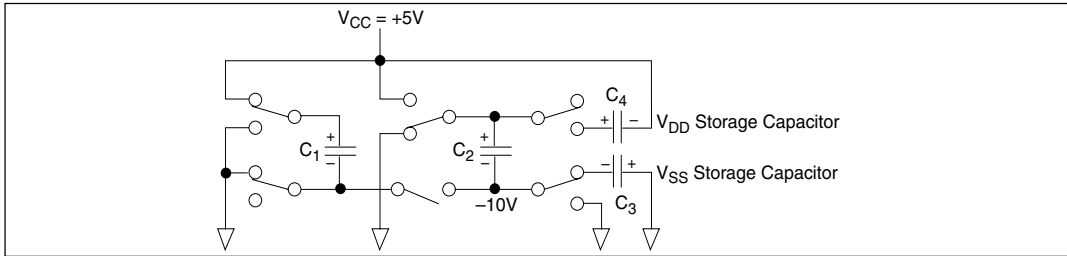 V_CC = +5V
C_4
+ −
V_DD Storage Capacitor
+
C_1
−
+
C_2
−
− +
V_SS Storage Capacitor
−10V
C_3